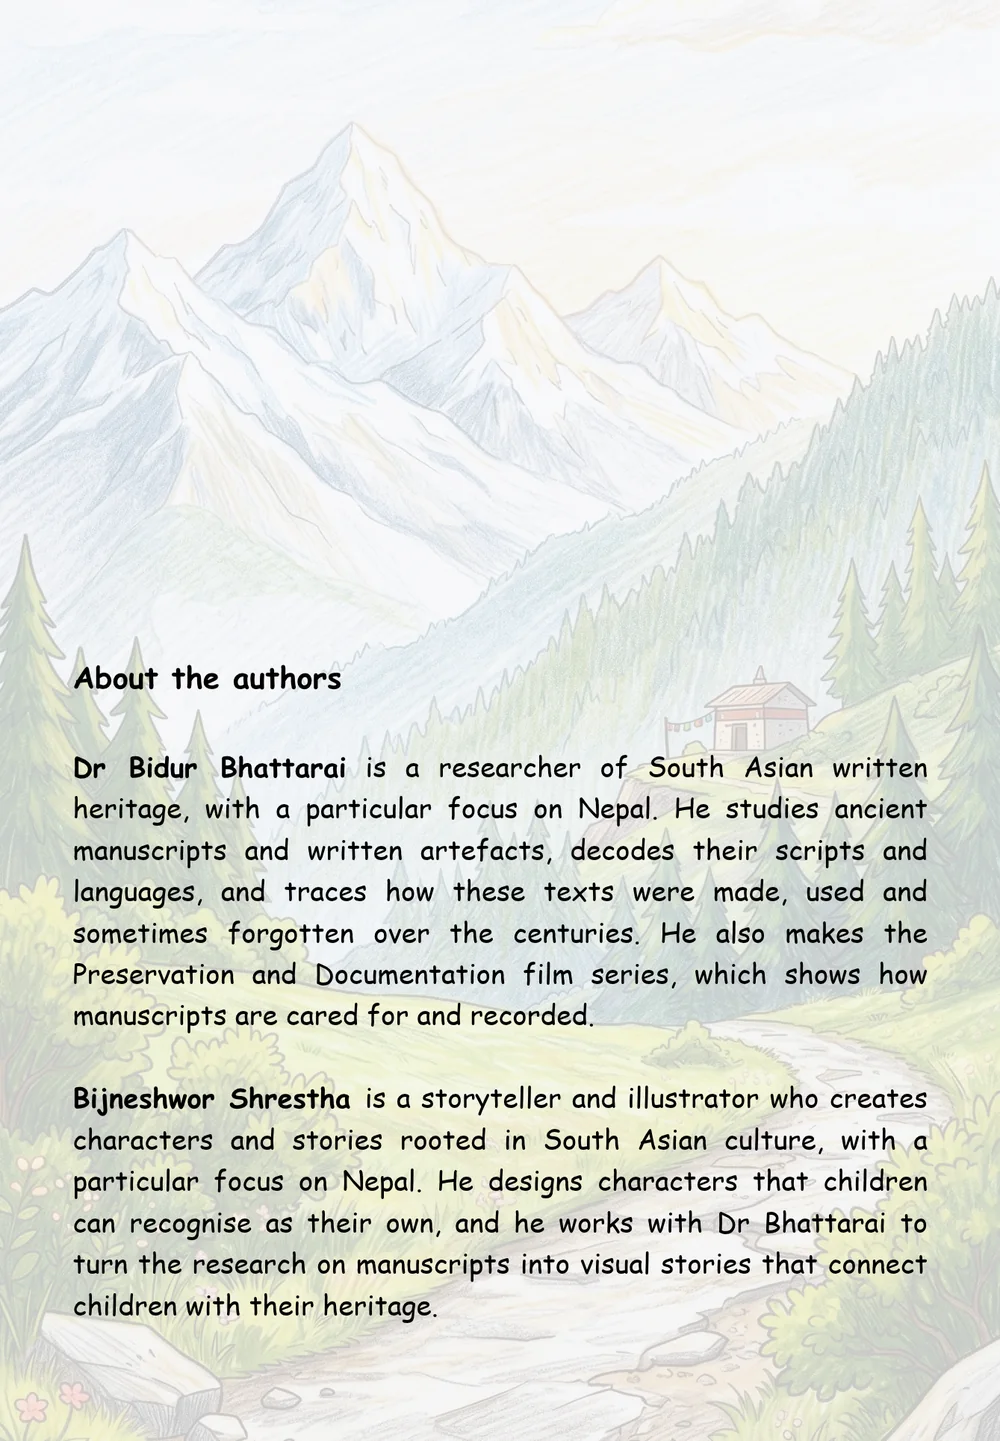 About the authors
Dr Bidur Bhattarai is a researcher of South Asian written
heritage, with a particular focus on Nepal. He studies ancient
manuscripts and written artefacts, decodes their scripts and
languages, and traces how these texts were made, used and
sometimes forgotten over the centuries. He also makes the
Preservation and Documentation film series, which shows how
manuscripts are cared for and recorded.
Bijneshwor Shrestha is a storyteller and illustrator who creates
characters and stories rooted in South Asian culture, with a
particular focus on Nepal. He designs characters that children
can recognise as their own, and he works with Dr Bhattarai to
turn the research on manuscripts into visual stories that connect
children with their heritage.